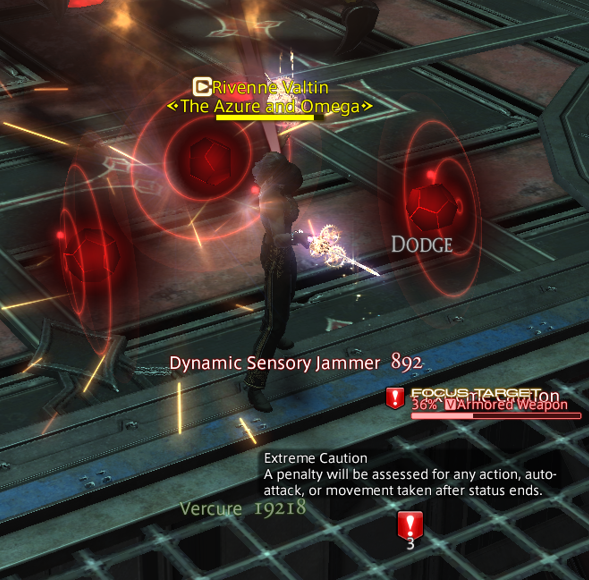 C Rivenne Valtin
The Azure and Omega
DODGE
Dynamic Sensory Jammer 892
FOCUS TARGET
36% V Armored Weapon
Extreme Caution
A penalty will be assessed for any action, auto-
attack, or movement taken after status ends.
Vercure 19218
3